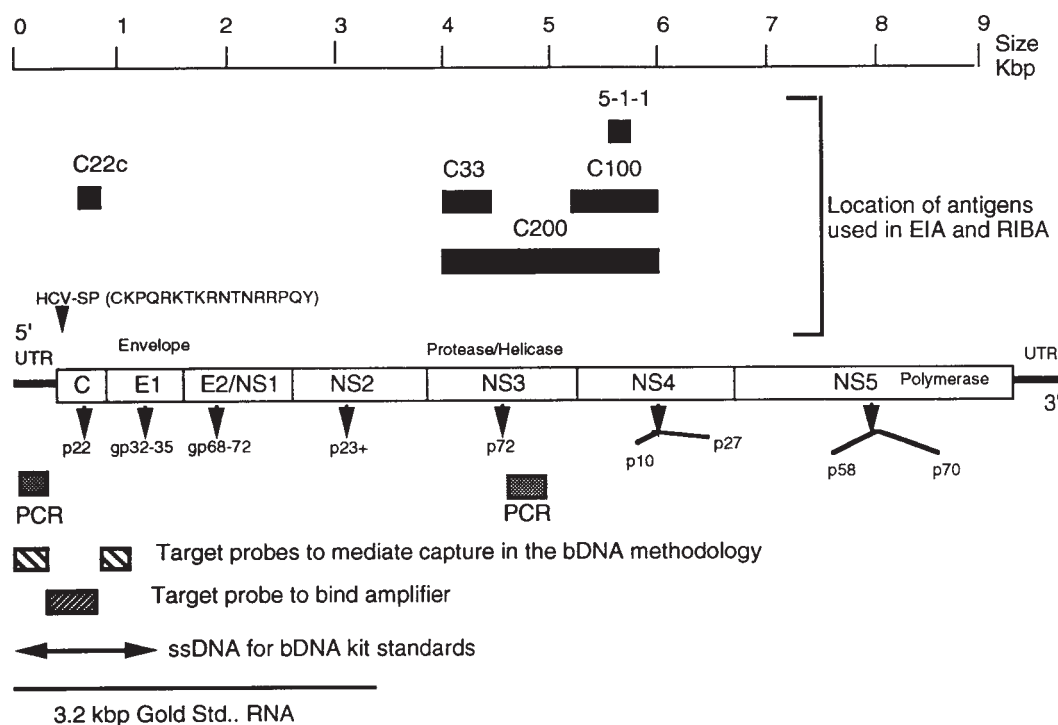 0 1 2 3 4 5 6 7 8 9
Size
Kbp
5-1-1
C22c
C33 C100
C200
Location of antigens
used in EIA and RIBA
HCV-SP (CKPQRKTKRNTNRRPQY)
5'
UTR
Envelope
Protease/Helicase
UTR
C E1 E2/NS1 NS2 NS3 NS4 NS5 Polymerase
3'
p22 gp32-35 gp68-72 p23+ p72 p10 p27 p58 p70
PCR PCR
Target probes to mediate capture in the bDNA methodology
Target probe to bind amplifier
ssDNA for bDNA kit standards
3.2 kbp Gold Std.. RNA